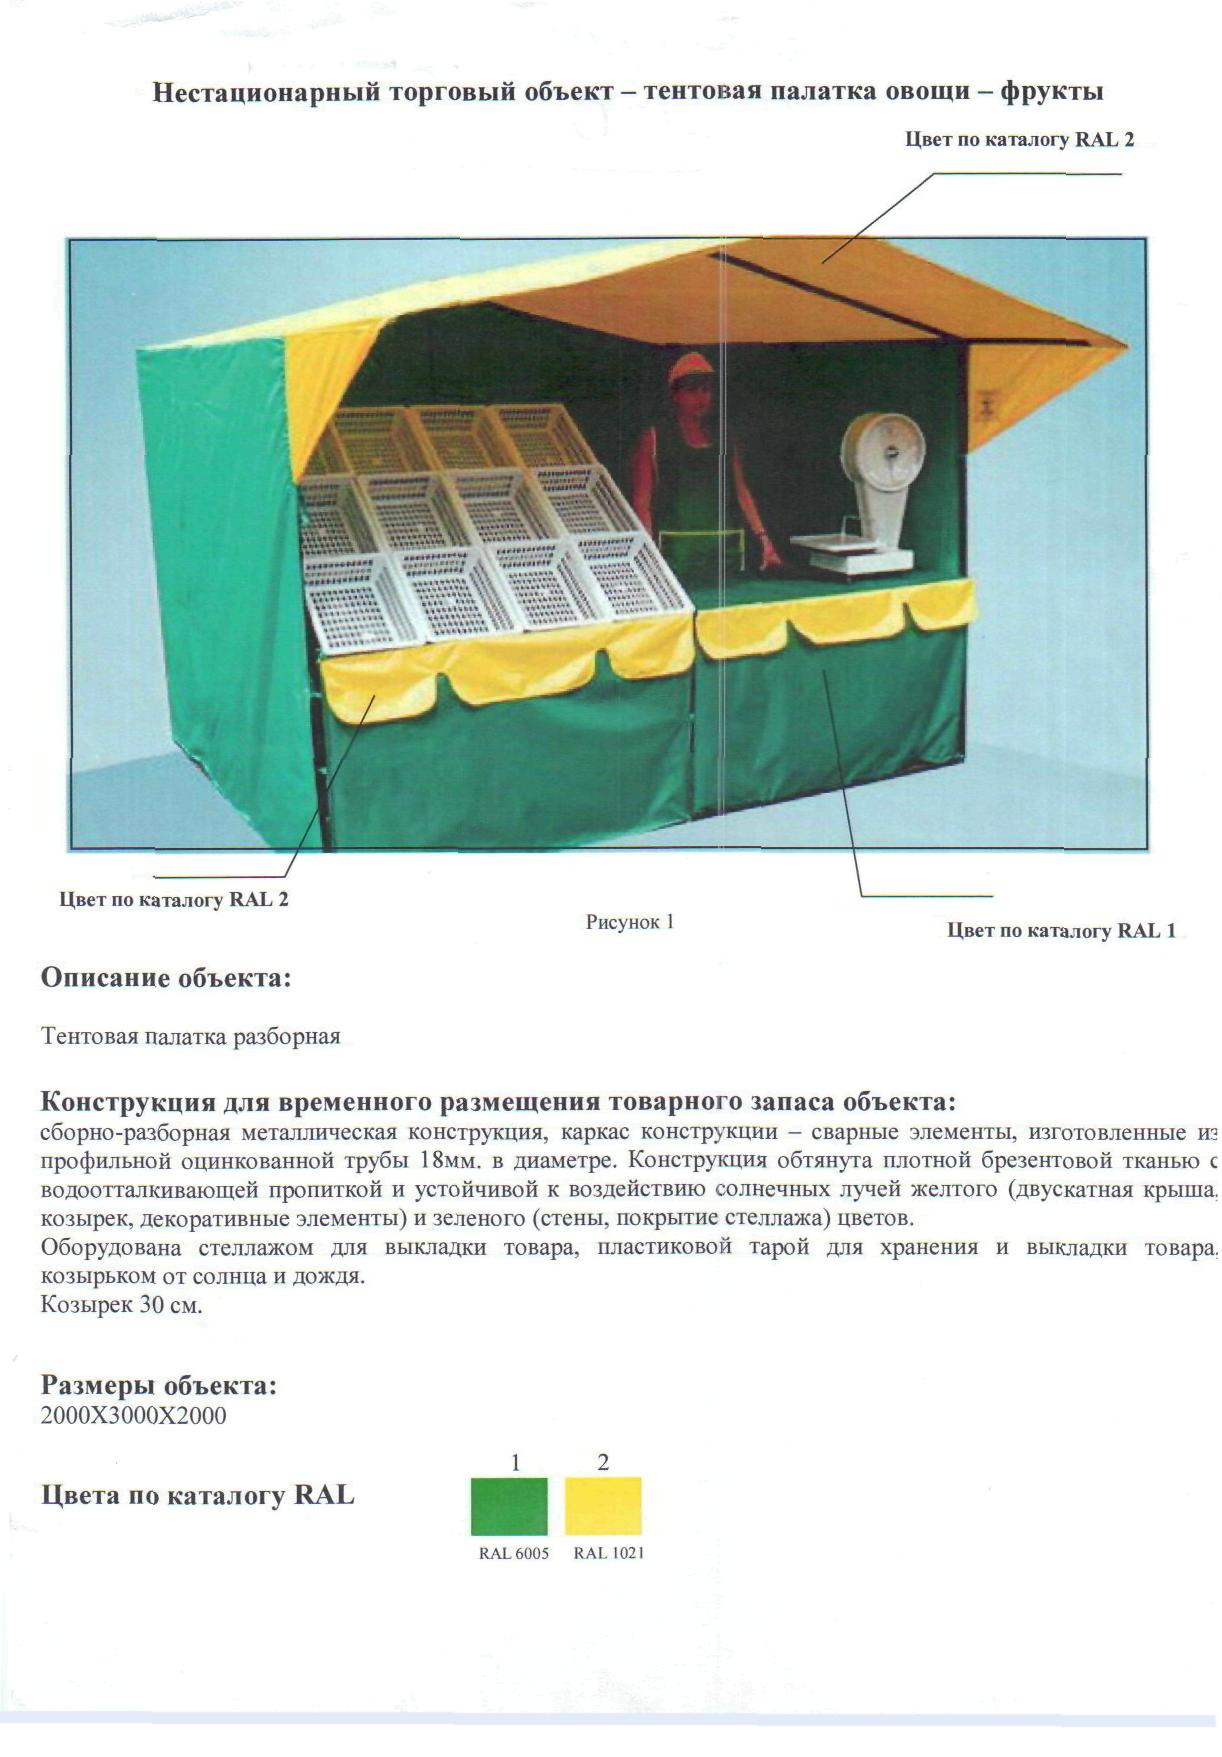 Нестационарный торговый объект – тентовая палатка овощи – фрукты
Цвет по каталогу RAL 2
Цвет по каталогу RAL 2
Рисунок 1
Цвет по каталогу RAL 1
Описание объекта:
Тентовая палатка разборная
Конструкция для временного размещения товарного запаса объекта:
сборно-разборная металлическая конструкция, каркас конструкции – сварные элементы, изготовленные из
профильной оцинкованной трубы 18мм. в диаметре. Конструкция обтянута плотной брезентовой тканью с
водоотталкивающей пропиткой и устойчивой к воздействию солнечных лучей желтого (двускатная крыша,
козырек, декоративные элементы) и зеленого (стены, покрытие стеллажа) цветов.
Оборудована стеллажом для выкладки товара, пластиковой тарой для хранения и выкладки товара,
козырьком от солнца и дождя.
Козырек 30 см.
Размеры объекта:
2000Х3000Х2000
1 2
Цвета по каталогу RAL
RAL 6005 RAL 1021